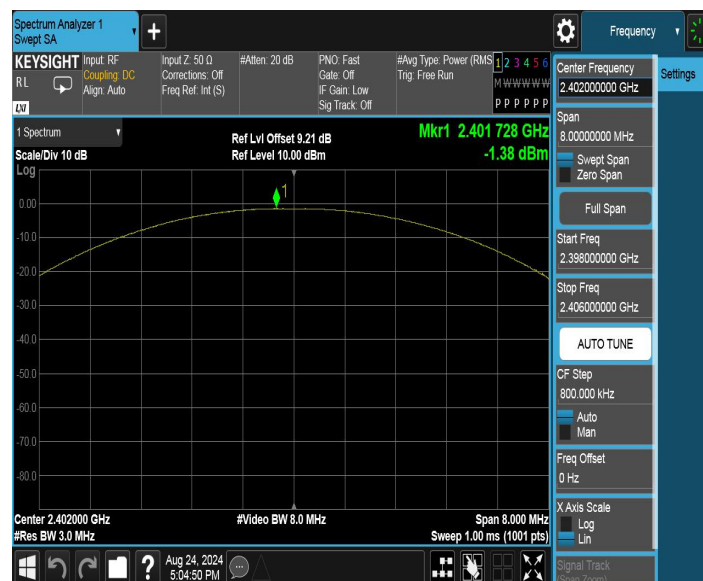 Spectrum Analyzer 1
Swept SA
+
Frequency
KEYSIGHT
RL
LXI
Input: RF
Coupling: DC
Align: Auto
Input Z: 50 Ω
Corrections: Off
Freq Ref: Int (S)
#Atten: 20 dB
PNO: Fast
Gate: Off
IF Gain: Low
Sig Track: Off
#Avg Type: Power (RMS
Trig: Free Run
1 2 3 4 5 6
M W W W W W
P P P P P P
1 Spectrum
Scale/Div 10 dB
Log
Ref Lvl Offset 9.21 dB
Ref Level 10.00 dBm
Mkr1 2.401 728 GHz
-1.38 dBm
1
0.00
-10.0
-20.0
-30.0
-40.0
-50.0
-60.0
-70.0
-80.0
Center 2.402000 GHz
#Res BW 3.0 MHz
#Video BW 8.0 MHz
Span 8.000 MHz
Sweep 1.00 ms (1001 pts)
Center Frequency
2.402000000 GHz
Settings
Span
8.00000000 MHz
Swept Span
Zero Span
Full Span
Start Freq
2.398000000 GHz
Stop Freq
2.406000000 GHz
AUTO TUNE
CF Step
800.000 kHz
Auto
Man
Freq Offset
0 Hz
X Axis Scale
Log
Lin
Signal Track
(Span Zoom)
?
Aug 24, 2024
5:04:50 PM